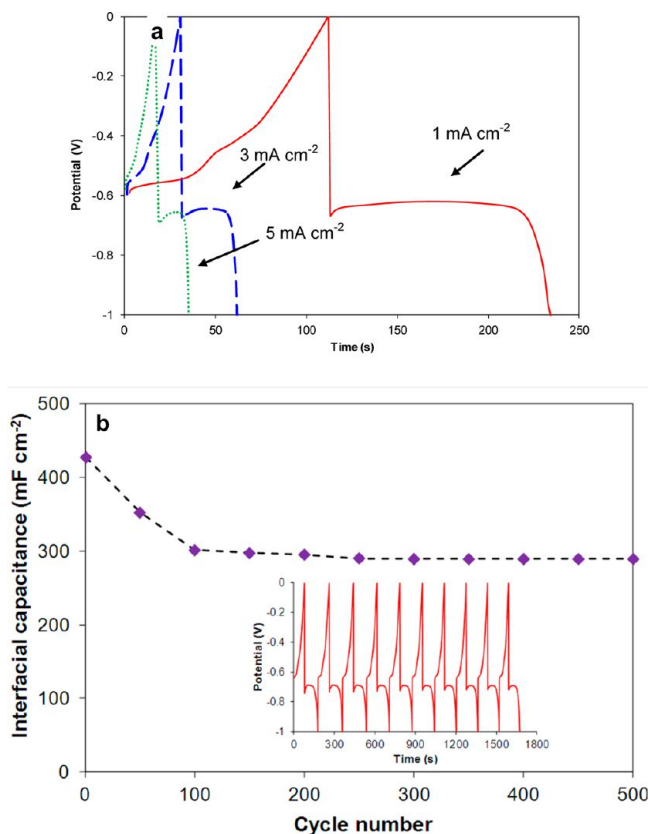 a
0
-0.2
-0.4
-0.6
-0.8
-1
Potential (V)
1 mA cm-2
3 mA cm-2
5 mA cm-2
0 50 100 150 200 250
Time (s)
b
500
400
300
200
100
0
Interfacial capacitance (mF cm-2)
0
-0.2
-0.4
-0.6
-0.8
-1
Potential (V)
0 300 600 900 1200 1500 1800
Time (s)
0 100 200 300 400 500
Cycle number